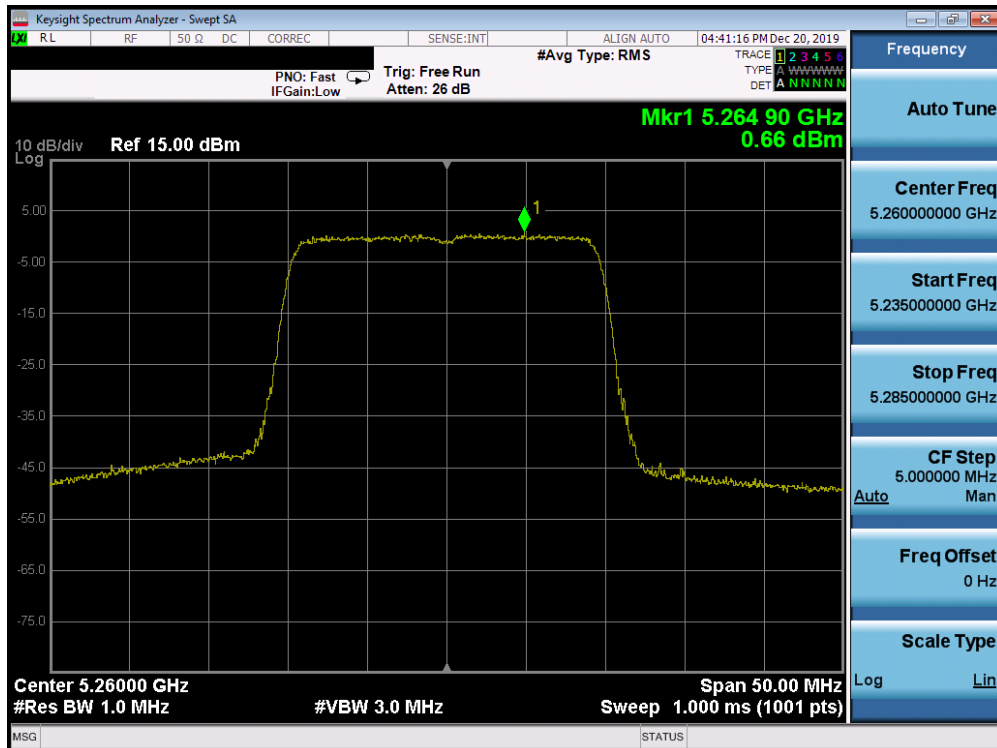 Keysight Spectrum Analyzer - Swept SA
LXI RL RF 50 Ω DC CORREC SENSE:INT ALIGN AUTO 04:41:16 PM Dec 20, 2019
#Avg Type: RMS
TRACE 1 2 3 4 5 6
TYPE A WWWWW
DET A N N N N N
PNO: Fast
IFGain:Low
Trig: Free Run
Atten: 26 dB
Mkr1 5.264 90 GHz
0.66 dBm
10 dB/div Ref 15.00 dBm
Log
1
5.00
-5.00
-15.0
-25.0
-35.0
-45.0
-55.0
-65.0
-75.0
Center 5.26000 GHz Span 50.00 MHz
#Res BW 1.0 MHz #VBW 3.0 MHz Sweep 1.000 ms (1001 pts)
MSG STATUS
Frequency
Auto Tune
Center Freq
5.260000000 GHz
Start Freq
5.235000000 GHz
Stop Freq
5.285000000 GHz
CF Step
5.000000 MHz
Auto Man
Freq Offset
0 Hz
Scale Type
Log Lin